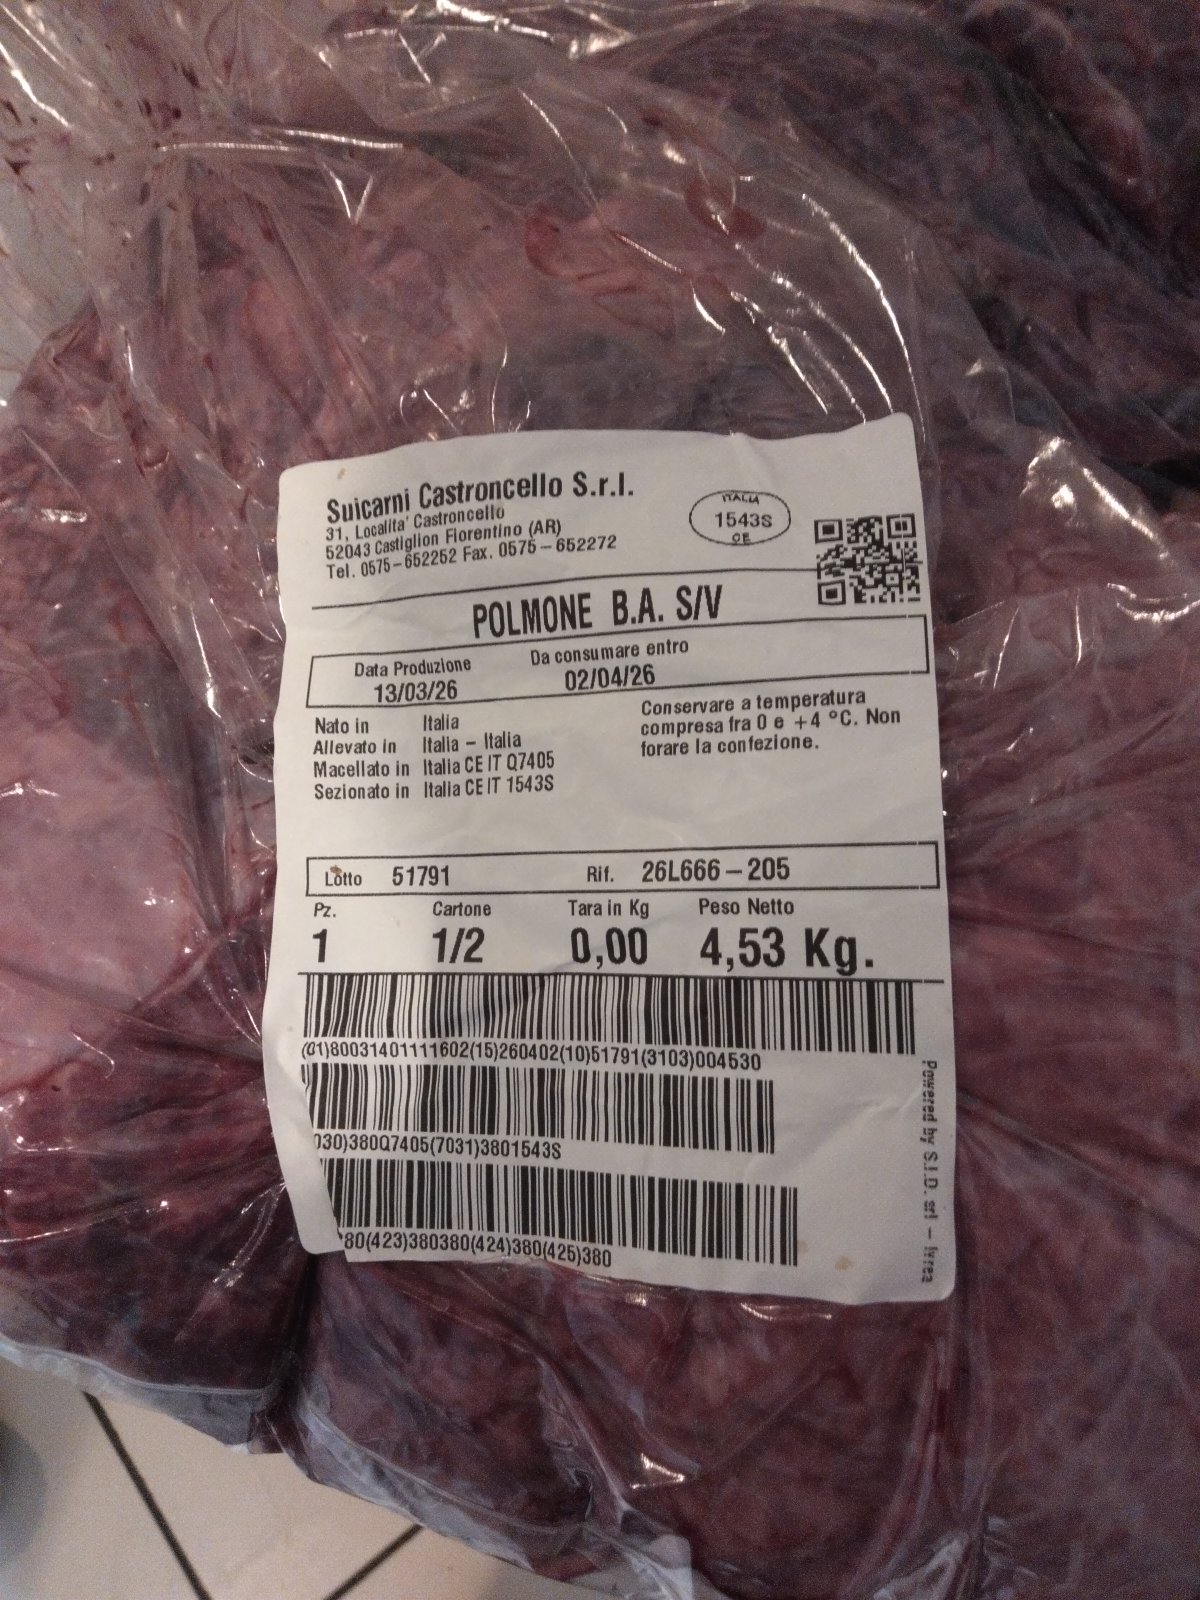 Suicarni Castroncello S.r.l.
31, Localita' Castroncello
52043 Castiglion Fiorentino (AR)
Tel. 0575-652252 Fax. 0575-652272
ITALIA
1543S
CE
POLMONE B.A. S/V
Data Produzione
13/03/26
Da consumare entro
02/04/26
Nato in Italia
Allevato in Italia - Italia
Macellato in Italia CE IT Q7405
Sezionato in Italia CE IT 1543S
Conservare a temperatura
compresa fra 0 e +4 °C. Non
forare la confezione.
Lotto 51791 Rif. 26L666-205
Pz. Cartone Tara in Kg Peso Netto
1 1/2 0,00 4,53 Kg.
(01)80031401111602(15)260402(10)51791(3103)004530
030)380Q7405(7031)3801543S
80(423)380380(424)380(425)380
Powered by S.I.D. srl - Ivrea